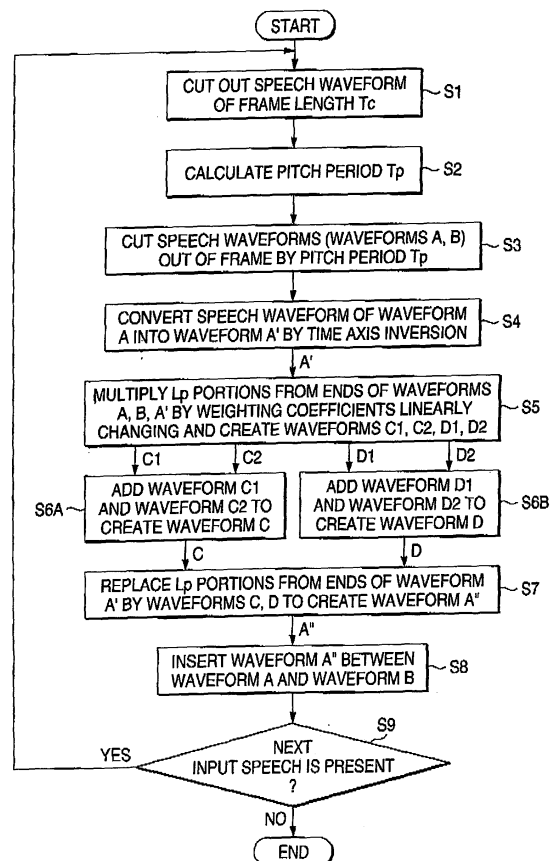 START
CUT OUT SPEECH WAVEFORM
OF FRAME LENGTH Tc
S1
CALCULATE PITCH PERIOD Tp
S2
CUT SPEECH WAVEFORMS (WAVEFORMS A, B)
OUT OF FRAME BY PITCH PERIOD Tp
S3
CONVERT SPEECH WAVEFORM OF WAVEFORM
A INTO WAVEFORM A' BY TIME AXIS INVERSION
S4
A'
MULTIPLY Lp PORTIONS FROM ENDS OF WAVEFORMS
A, B, A' BY WEIGHTING COEFFICIENTS LINEARLY
CHANGING AND CREATE WAVEFORMS C1, C2, D1, D2
S5
C1 C2 D1 D2
S6A
ADD WAVEFORM C1
AND WAVEFORM C2 TO
CREATE WAVEFORM C
ADD WAVEFORM D1
AND WAVEFORM D2 TO
CREATE WAVEFORM D
S6B
C D
REPLACE Lp PORTIONS FROM ENDS OF WAVEFORM
A' BY WAVEFORMS C, D TO CREATE WAVEFORM A"
S7
A"
INSERT WAVEFORM A" BETWEEN
WAVEFORM A AND WAVEFORM B
S8
S9
YES
NEXT
INPUT SPEECH IS PRESENT
?
NO
END